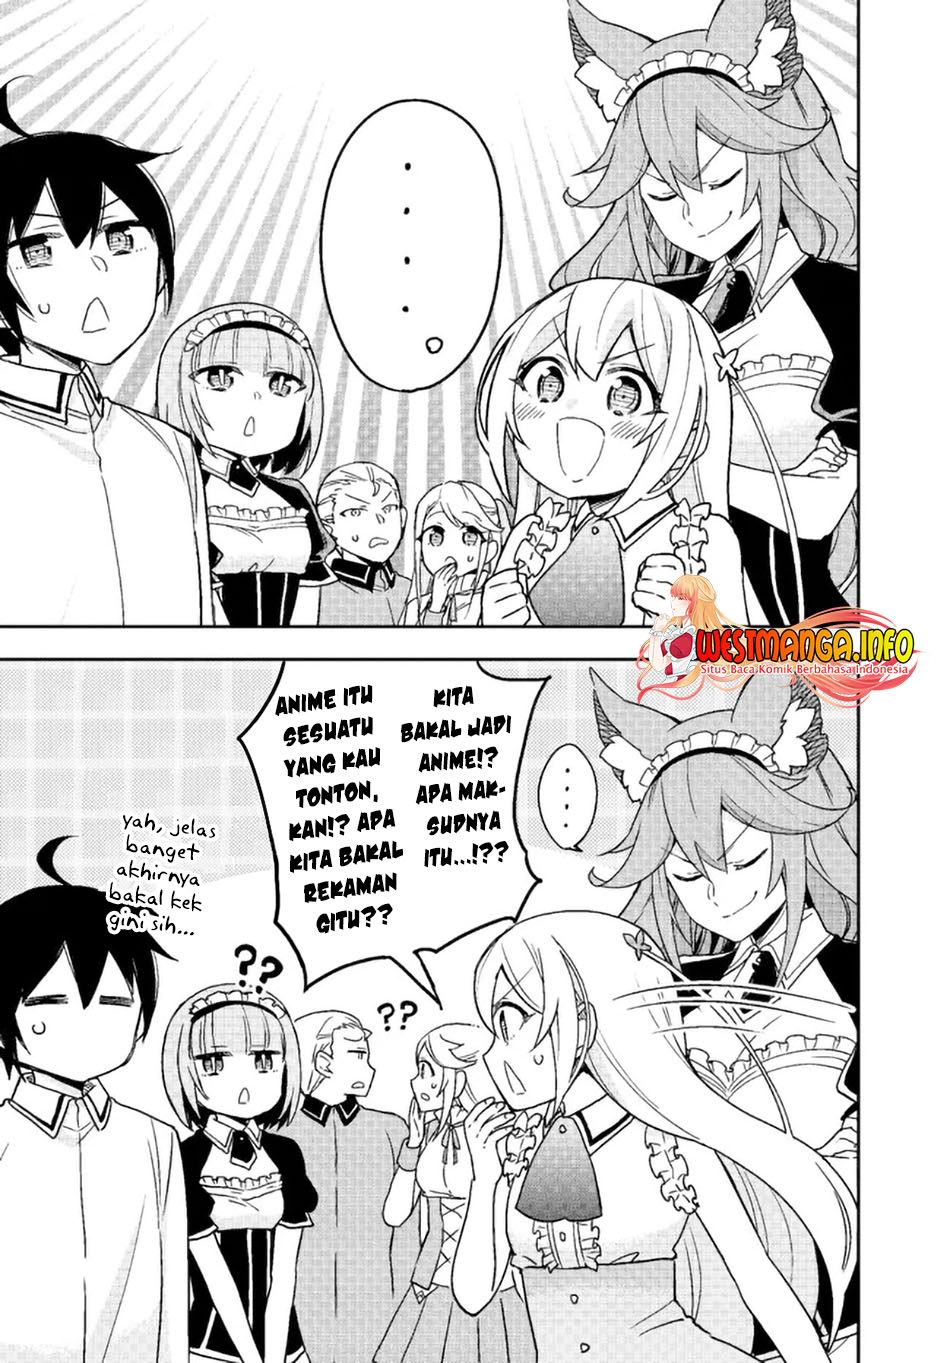 ....
WESTMANGA.INFO
Situs Baca Komik Berbahasa Indonesia
....
KITA
BAKAL JADI
ANIME!?
APA MAK-
SUDNYA
ITU...!??
ANIME ITU
SESUATU
YANG KAU
TONTON,
KAN!? APA
KITA BAKAL
REKAMAN
GITU??
yah, jelas
banget
akhirnya
bakal kek
gini sih...
??
??